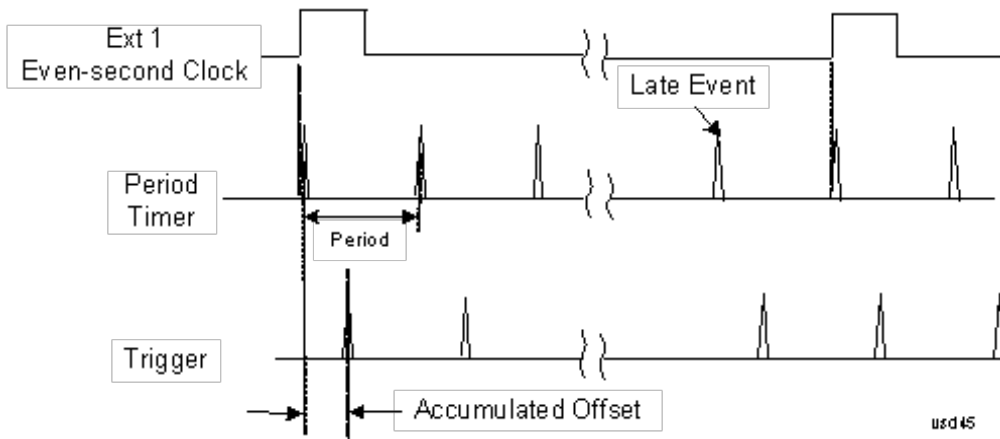 Ext 1
Even-second Clock
Late Event
Period
Timer
Period
Trigger
Accumulated Offset
usd45